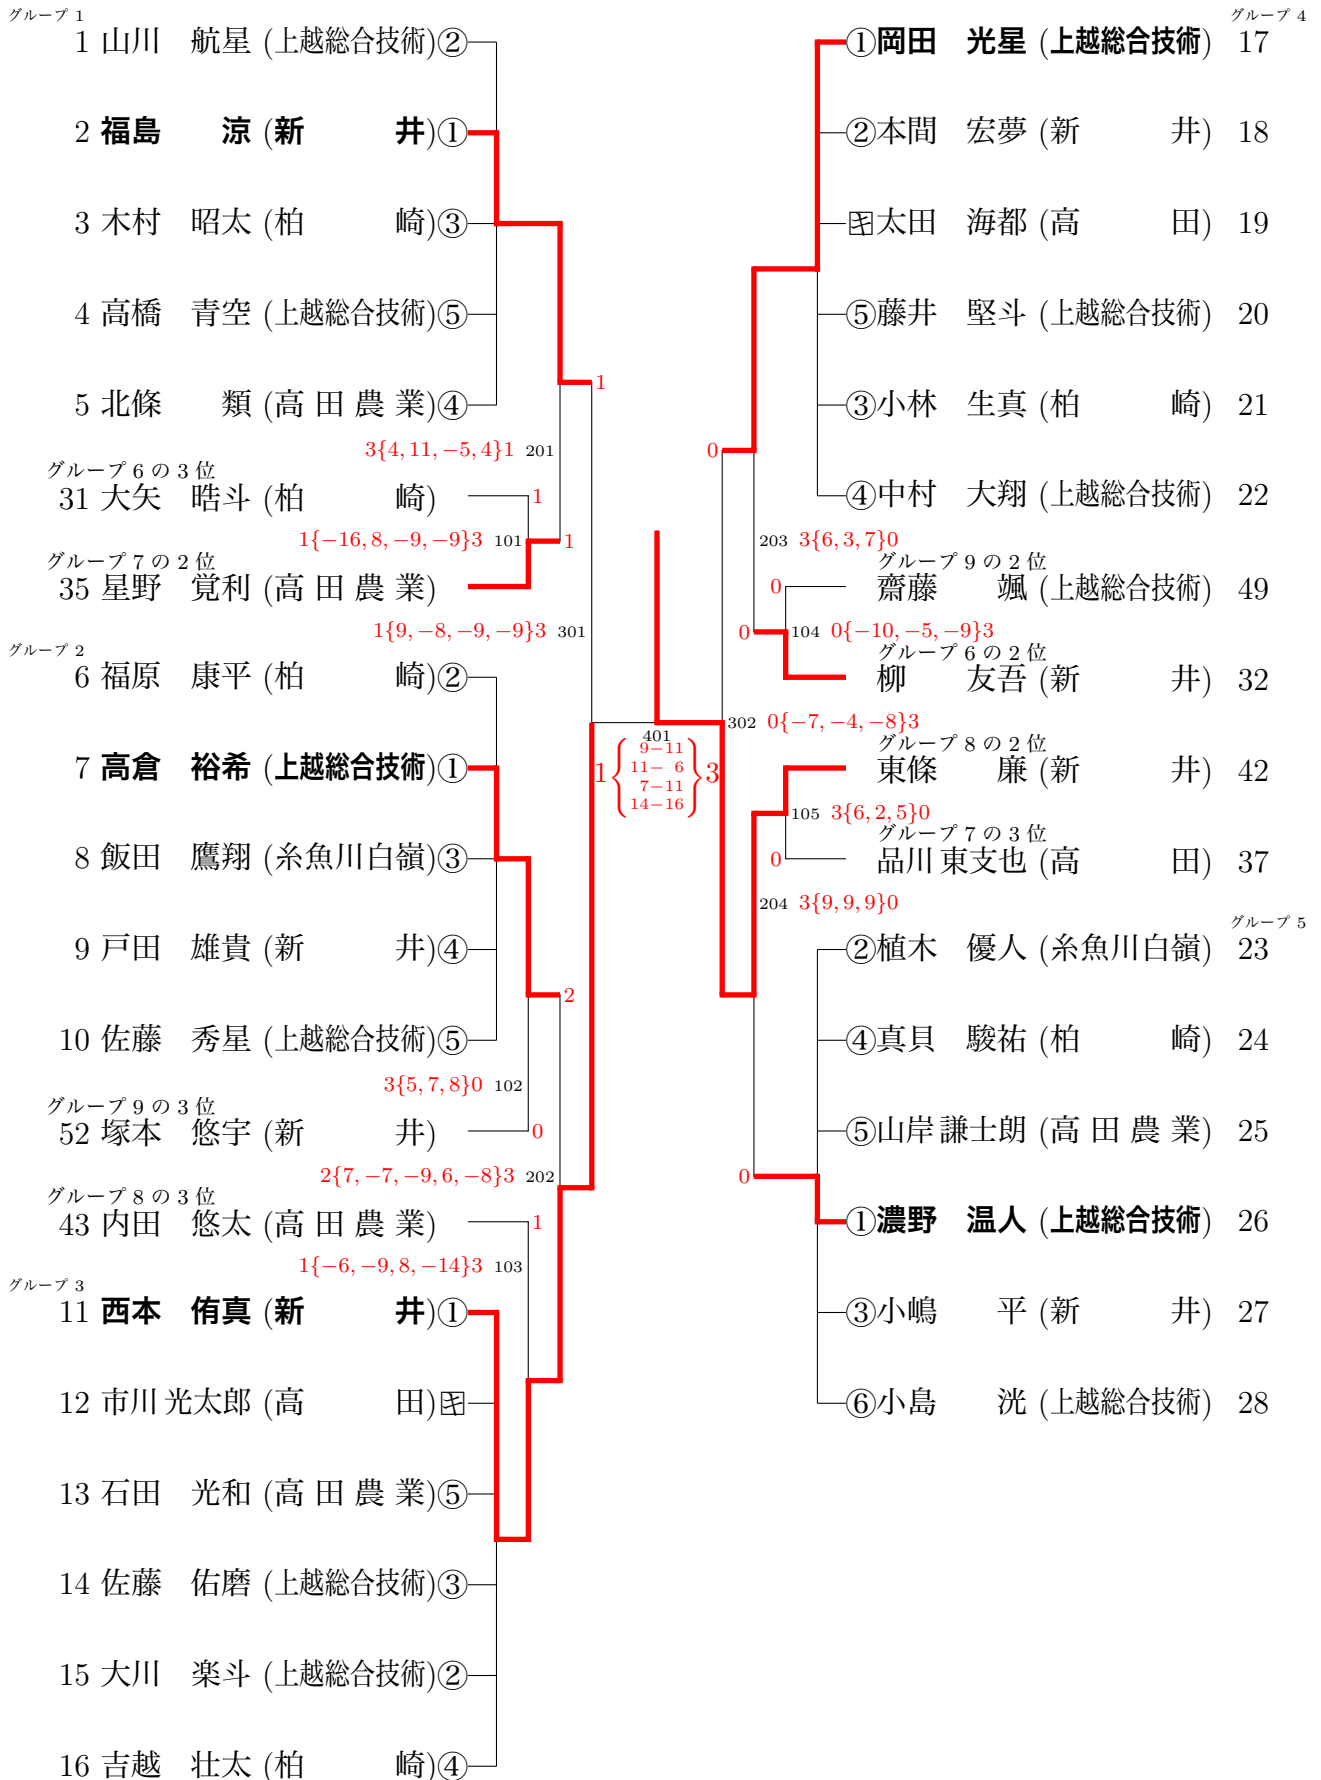 グループ 1
1 山川 航星 (上越総合技術)②
2 福島 涼 (新 井)①
3 木村 昭太 (柏 崎)③
4 高橋 青空 (上越総合技術)⑤
5 北條 類 (高 田 農 業)④
1
3{4, 11, −5, 4}1 201
グループ 6 の 3 位
31 大矢 晧斗 (柏 崎)
1
1{−16, 8, −9, −9}3 101
1
グループ 7 の 2 位
35 星野 覚利 (高 田 農 業)
1{9, −8, −9, −9}3 301
グループ 2
6 福原 康平 (柏 崎)②
7 高倉 裕希 (上越総合技術)①
8 飯田 鷹翔 (糸魚川白嶺)③
9 戸田 雄貴 (新 井)④
2
10 佐藤 秀星 (上越総合技術)⑤
3{5, 7, 8}0 102
グループ 9 の 3 位
52 塚本 悠宇 (新 井)
0
2{7, −7, −9, 6, −8}3 202
グループ 8 の 3 位
43 内田 悠太 (高 田 農 業)
1
1{−6, −9, 8, −14}3 103
グループ 3
11 西本 侑真 (新 井)①
12 市川光太郎 (高 田)キ
13 石田 光和 (高 田 農 業)⑤
14 佐藤 佑磨 (上越総合技術)③
15 大川 楽斗 (上越総合技術)②
16 吉越 壮太 (柏 崎)④
401
1 3
9−11
11− 6
7−11
14−16
グループ 4
①岡田 光星 (上越総合技術) 17
②本間 宏夢 (新 井) 18
キ太田 海都 (高 田) 19
⑤藤井 堅斗 (上越総合技術) 20
③小林 生真 (柏 崎) 21
0
④中村 大翔 (上越総合技術) 22
203 3{6, 3, 7}0
グループ 9 の 2 位
0
齋藤 颯 (上越総合技術) 49
0
104 0{−10, −5, −9}3
グループ 6 の 2 位
柳 友吾 (新 井) 32
302 0{−7, −4, −8}3
グループ 8 の 2 位
東條 廉 (新 井) 42
105 3{6, 2, 5}0
グループ 7 の 3 位
0
品川東支也 (高 田) 37
204 3{9, 9, 9}0
グループ 5
②植木 優人 (糸魚川白嶺) 23
④真貝 駿祐 (柏 崎) 24
⑤山岸謙士朗 (高 田 農 業) 25
0
①濃野 温人 (上越総合技術) 26
③小嶋 平 (新 井) 27
⑥小島 洸 (上越総合技術) 28